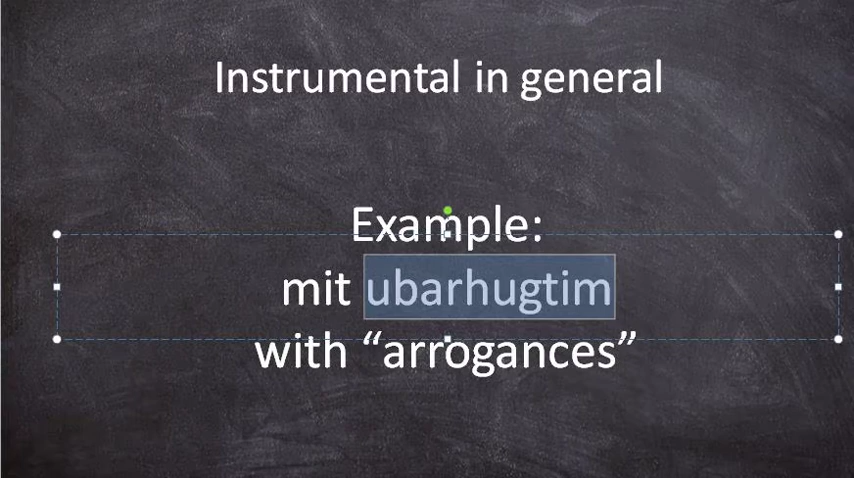 Instrumental in general
Example:
mit ubarhugtim
with “arrogances”